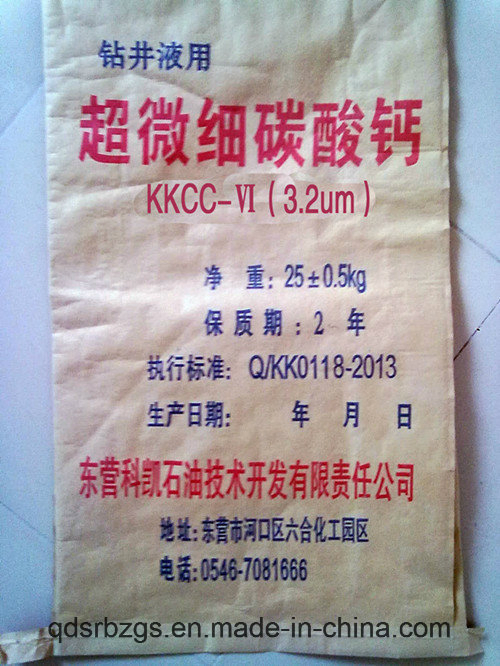 钻井液用
超微细碳酸钙
KKCC-Ⅵ（3.2um）
净 重：25±0.5kg
保质期：2 年
执行标准：Q/KK0118-2013
生产日期： 年 月 日
东营科凯石油技术开发有限责任公司
地址：东营市河口区六合化工园区
电话：0546-7081666
qdsrbzgs.en.made-in-china.com